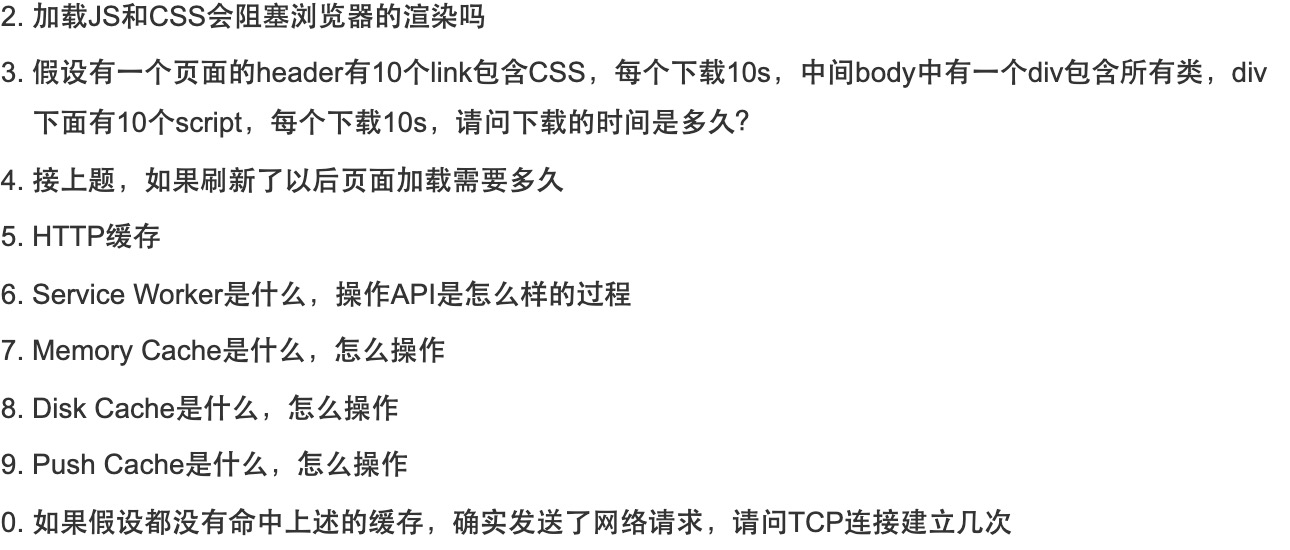 2. 加载JS和CSS会阻塞浏览器的渲染吗
3. 假设有一个页面的header有10个link包含CSS，每个下载10s，中间body中有一个div包含所有类，div
下面有10个script，每个下载10s，请问下载的时间是多久？
4. 接上题，如果刷新了以后页面加载需要多久
5. HTTP缓存
6. Service Worker是什么，操作API是怎么样的过程
7. Memory Cache是什么，怎么操作
8. Disk Cache是什么，怎么操作
9. Push Cache是什么，怎么操作
0. 如果假设都没有命中上述的缓存，确实发送了网络请求，请问TCP连接建立几次